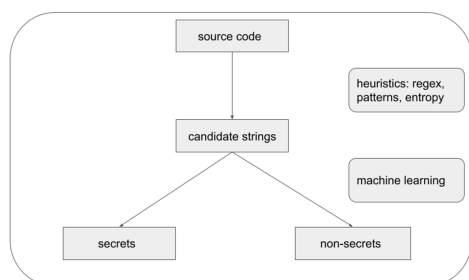 source code
heuristics: regex,
patterns, entropy
candidate strings
machine learning
secrets
non-secrets